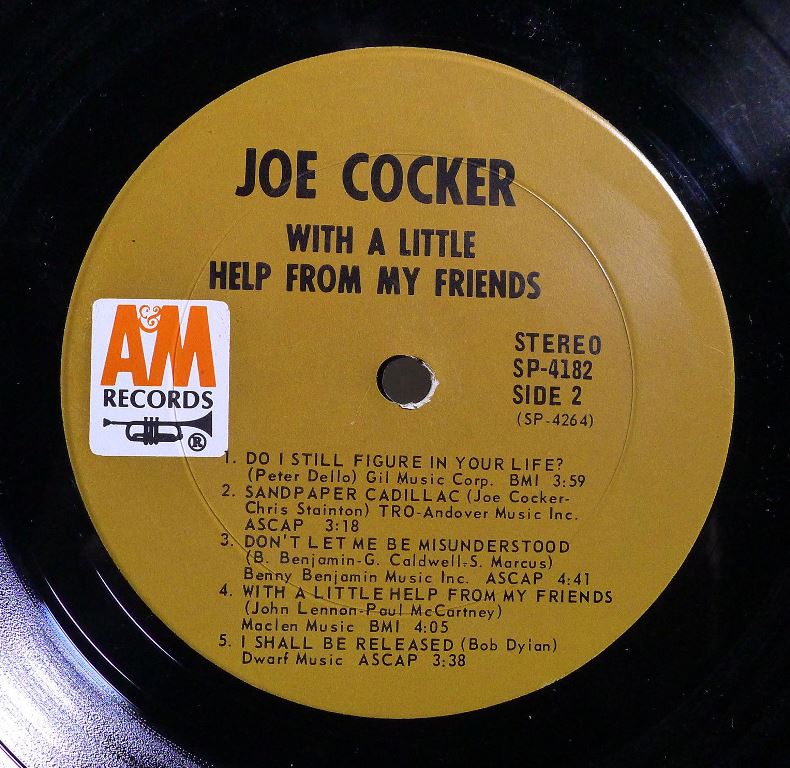 JOE COCKER
WITH A LITTLE
HELP FROM MY FRIENDS
A&M
RECORDS
®
STEREO
SP-4182
SIDE 2
(SP-4264)
1. DO I STILL FIGURE IN YOUR LIFE?
(Peter Dello) Gil Music Corp. BMI 3:59
2. SANDPAPER CADILLAC (Joe Cocker-
Chris Stainton) TRO-Andover Music Inc.
ASCAP 3:18
3. DON'T LET ME BE MISUNDERSTOOD
(B. Benjamin-G. Caldwell-S. Marcus)
Benny Benjamin Music Inc. ASCAP 4:41
4. WITH A LITTLE HELP FROM MY FRIENDS
(John Lennon-Paul McCartney)
Maclen Music BMI 4:05
5. I SHALL BE RELEASED (Bob Dyian)
Dwarf Music ASCAP 3:38